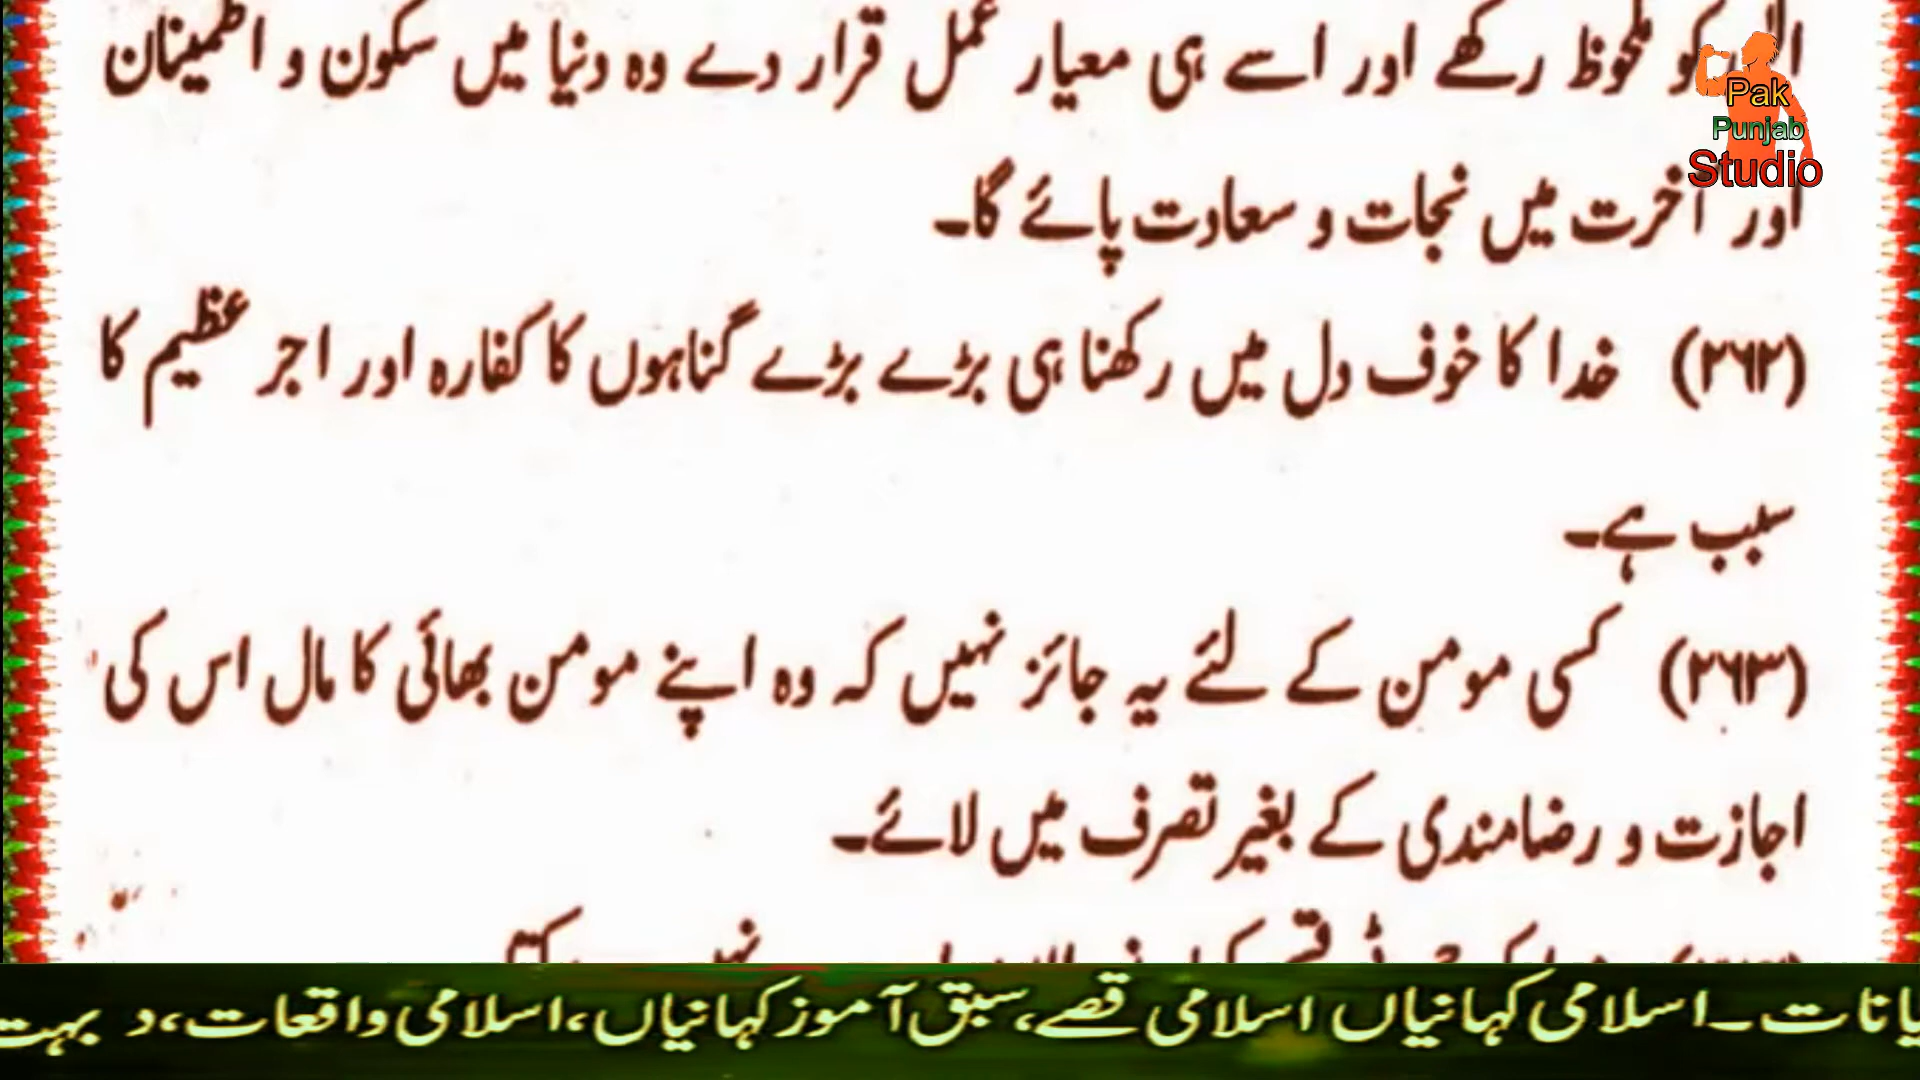 کو ملحوظ رکھے اور اسے ہی معیار عمل قرار دے وہ دنیا میں سکون و اطمینان
Pak
Punjab
Studio
اور آخرت میں نجات و سعادت پائے گا۔
(۲۶۲) خدا کا خوف دل میں رکھنا ہی بڑے بڑے گناہوں کا کفارہ اور اجر عظیم کا
سبب ہے۔
(۲۶۳) کسی مومن کے لئے یہ جائز نہیں کہ وہ اپنے مومن بھائی کا مال اس کی
اجازت و رضامندی کے بغیر تصرف میں لائے۔
یانات۔اسلامی کہانیاں اسلامی قصے،سبق آموز کہانیاں،اسلامی واقعات،د بہت